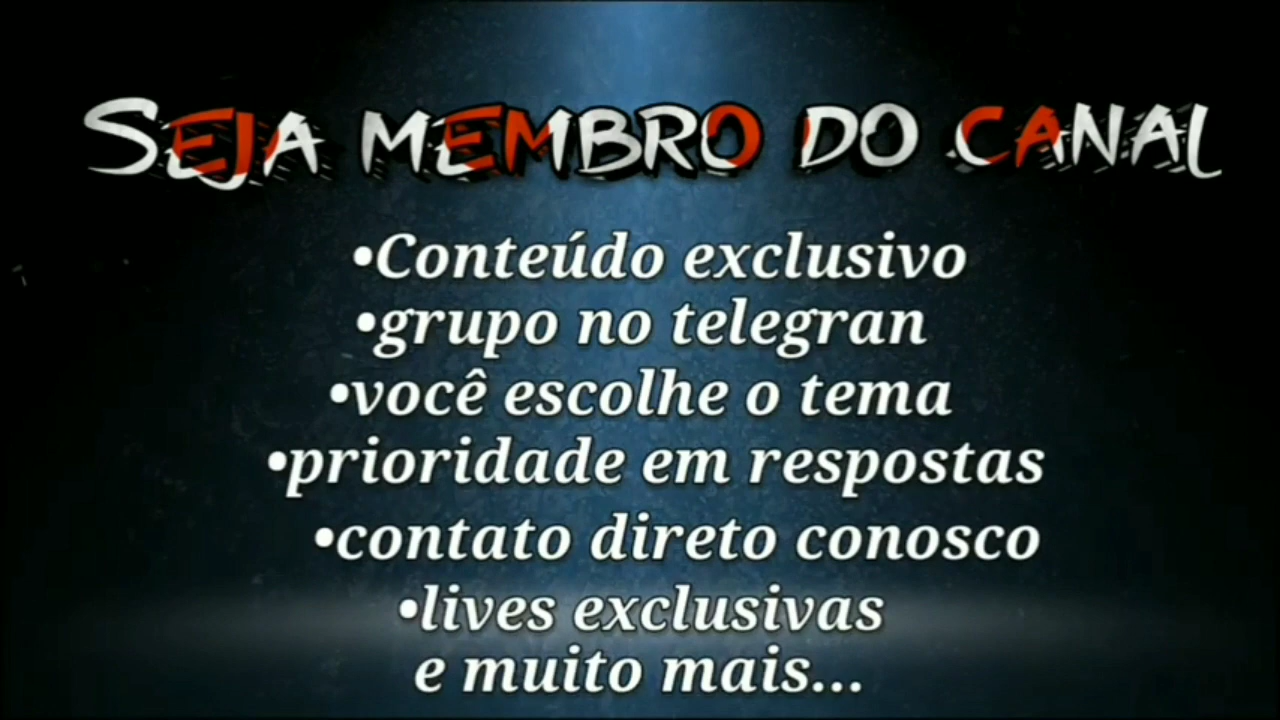 SEJA MEMBRO DO CANAL
•Conteúdo exclusivo
•grupo no telegran
•você escolhe o tema
•prioridade em respostas
•contato direto conosco
•lives exclusivas
e muito mais...